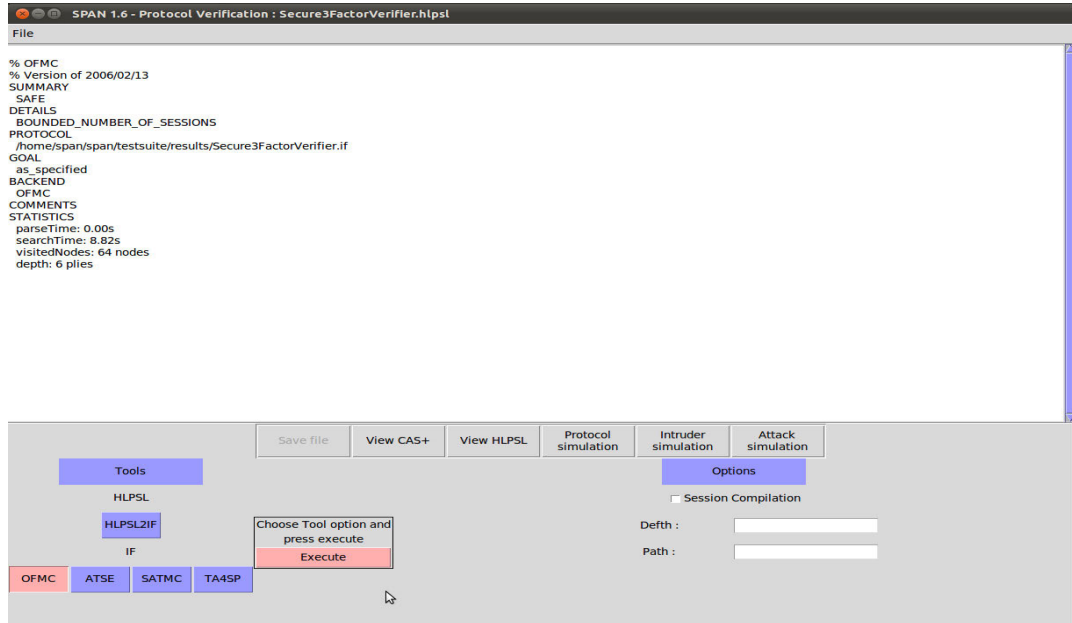 SPAN 1.6 - Protocol Verification : Secure3FactorVerifier.hlpsl
File
% OFMC
% Version of 2006/02/13
SUMMARY
SAFE
DETAILS
BOUNDED_NUMBER_OF_SESSIONS
PROTOCOL
/home/span/span/testsuite/results/Secure3FactorVerifier.if
GOAL
as_specified
BACKEND
OFMC
COMMENTS
STATISTICS
parseTime: 0.00s
searchTime: 8.82s
visitedNodes: 64 nodes
depth: 6 plies
Save file
View CAS+
View HLPSL
Protocol
simulation
Intruder
simulation
Attack
simulation
Tools
HLPSL
HLPSL2IF
IF
OFMC
ATSE
SATMC
TA4SP
Choose Tool option and
press execute
Execute
Options
Session Compilation
Defth :
Path :